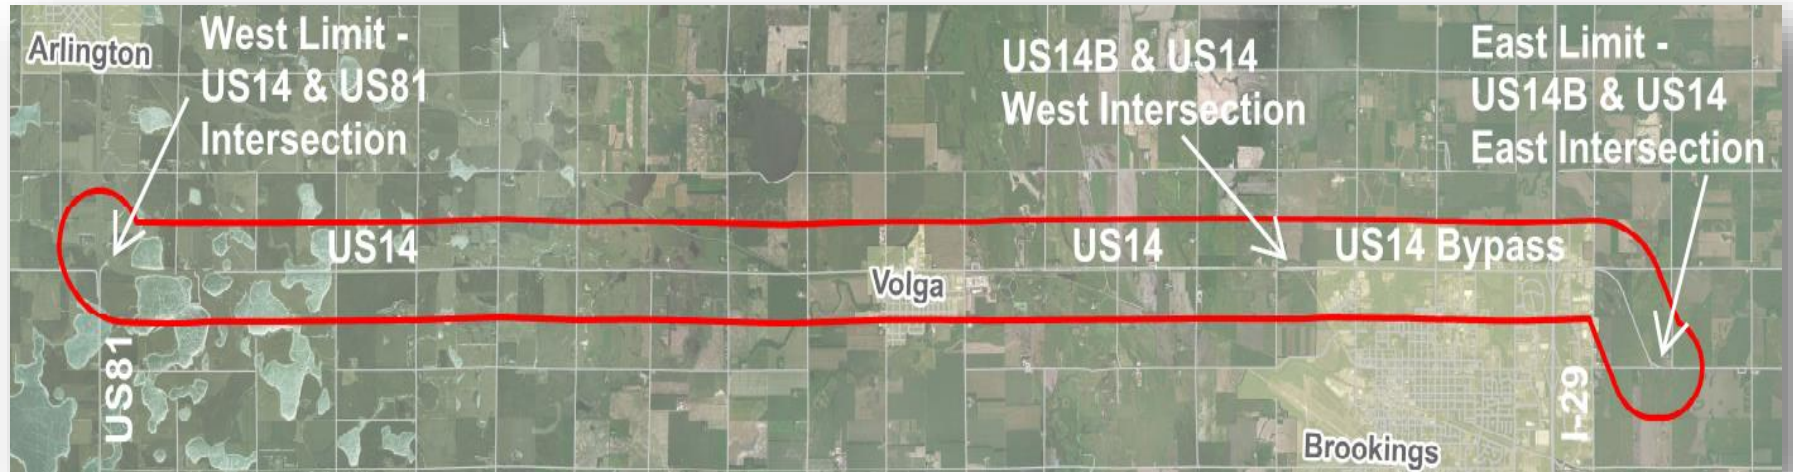 Arlington
West Limit -
US14 & US81
Intersection
US14B & US14
West Intersection
East Limit -
US14B & US14
East Intersection
US14
Volga
US14
US14 Bypass
US81
I-29
Brookings